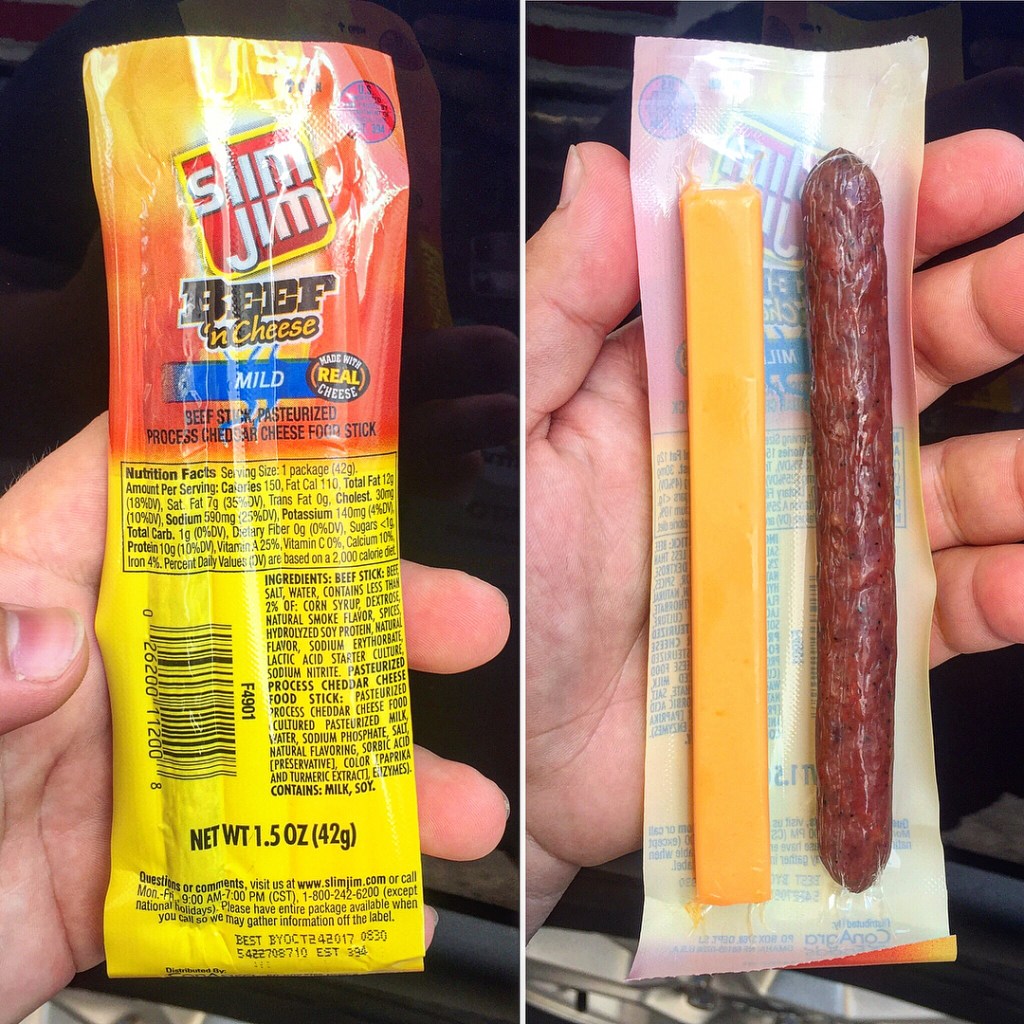 SLIM
JIM
BEEF
'n Cheese
MILD
MADE WITH
REAL
CHEESE
BEEF STICK, PASTEURIZED
PROCESS CHEDDAR CHEESE FOOD STICK
Nutrition Facts Serving Size: 1 package (42g).
Amount Per Serving: Calories 150, Fat Cal 110, Total Fat 12g
(18%DV), Sat. Fat 7g (35%DV), Trans Fat 0g, Cholest. 30mg
(10%DV), Sodium 590mg (25%DV), Potassium 140mg (4%DV),
Total Carb. 1g (0%DV), Dietary Fiber 0g (0%DV), Sugars <1g,
Protein 10g (10%DV), Vitamin A 25%, Vitamin C 0%, Calcium 10%,
Iron 4%. Percent Daily Values (DV) are based on a 2,000 calorie diet.
INGREDIENTS: BEEF STICK: BEEF,
SALT, WATER, CONTAINS LESS THAN
2% OF: CORN SYRUP, DEXTROSE,
NATURAL SMOKE FLAVOR, SPICES,
HYDROLYZED SOY PROTEIN, NATURAL
FLAVOR, SODIUM ERYTHORBATE,
LACTIC ACID STARTER CULTURE,
SODIUM NITRITE. PASTEURIZED
PROCESS CHEDDAR CHEESE
FOOD STICK: PASTEURIZED
PROCESS CHEDDAR CHEESE FOOD
(CULTURED PASTEURIZED MILK,
WATER, SODIUM PHOSPHATE, SALT,
NATURAL FLAVORING, SORBIC ACID
[PRESERVATIVE], COLOR [PAPRIKA
AND TURMERIC EXTRACT], ENZYMES).
CONTAINS: MILK, SOY.
0 26200 11200 8
F4901
NET WT 1.5 OZ (42g)
Questions or comments, visit us at www.slimjim.com or call
Mon.-Fri., 9:00 AM-7:00 PM (CST), 1-800-242-6200 (except
national holidays). Please have entire package available when
you call so we may gather information off the label.
BEST BY OCT242017 0830
5422708710 EST 394
Distributed By:
ConAgra